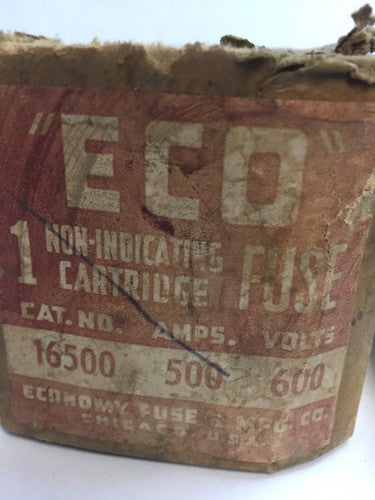 "ECO"
1 NON-INDICATING CARTRIDGE FUSE
CAT. NO. AMPS. VOLTS
16500 500 600
ECONOMY FUSE & MFG. CO.
CHICAGO, U.S.A.